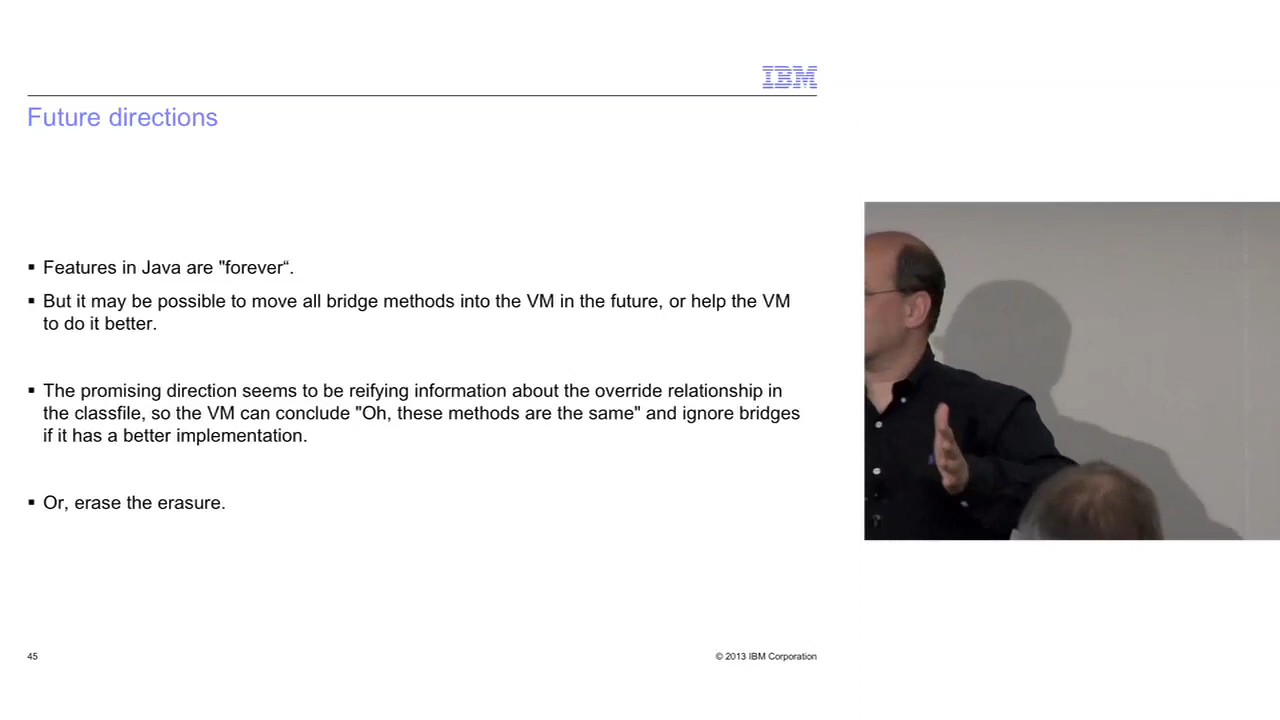 IBM
Future directions
▪ Features in Java are "forever“.
▪ But it may be possible to move all bridge methods into the VM in the future, or help the VM
to do it better.
▪ The promising direction seems to be reifying information about the override relationship in
the classfile, so the VM can conclude "Oh, these methods are the same" and ignore bridges
if it has a better implementation.
▪ Or, erase the erasure.
45
© 2013 IBM Corporation